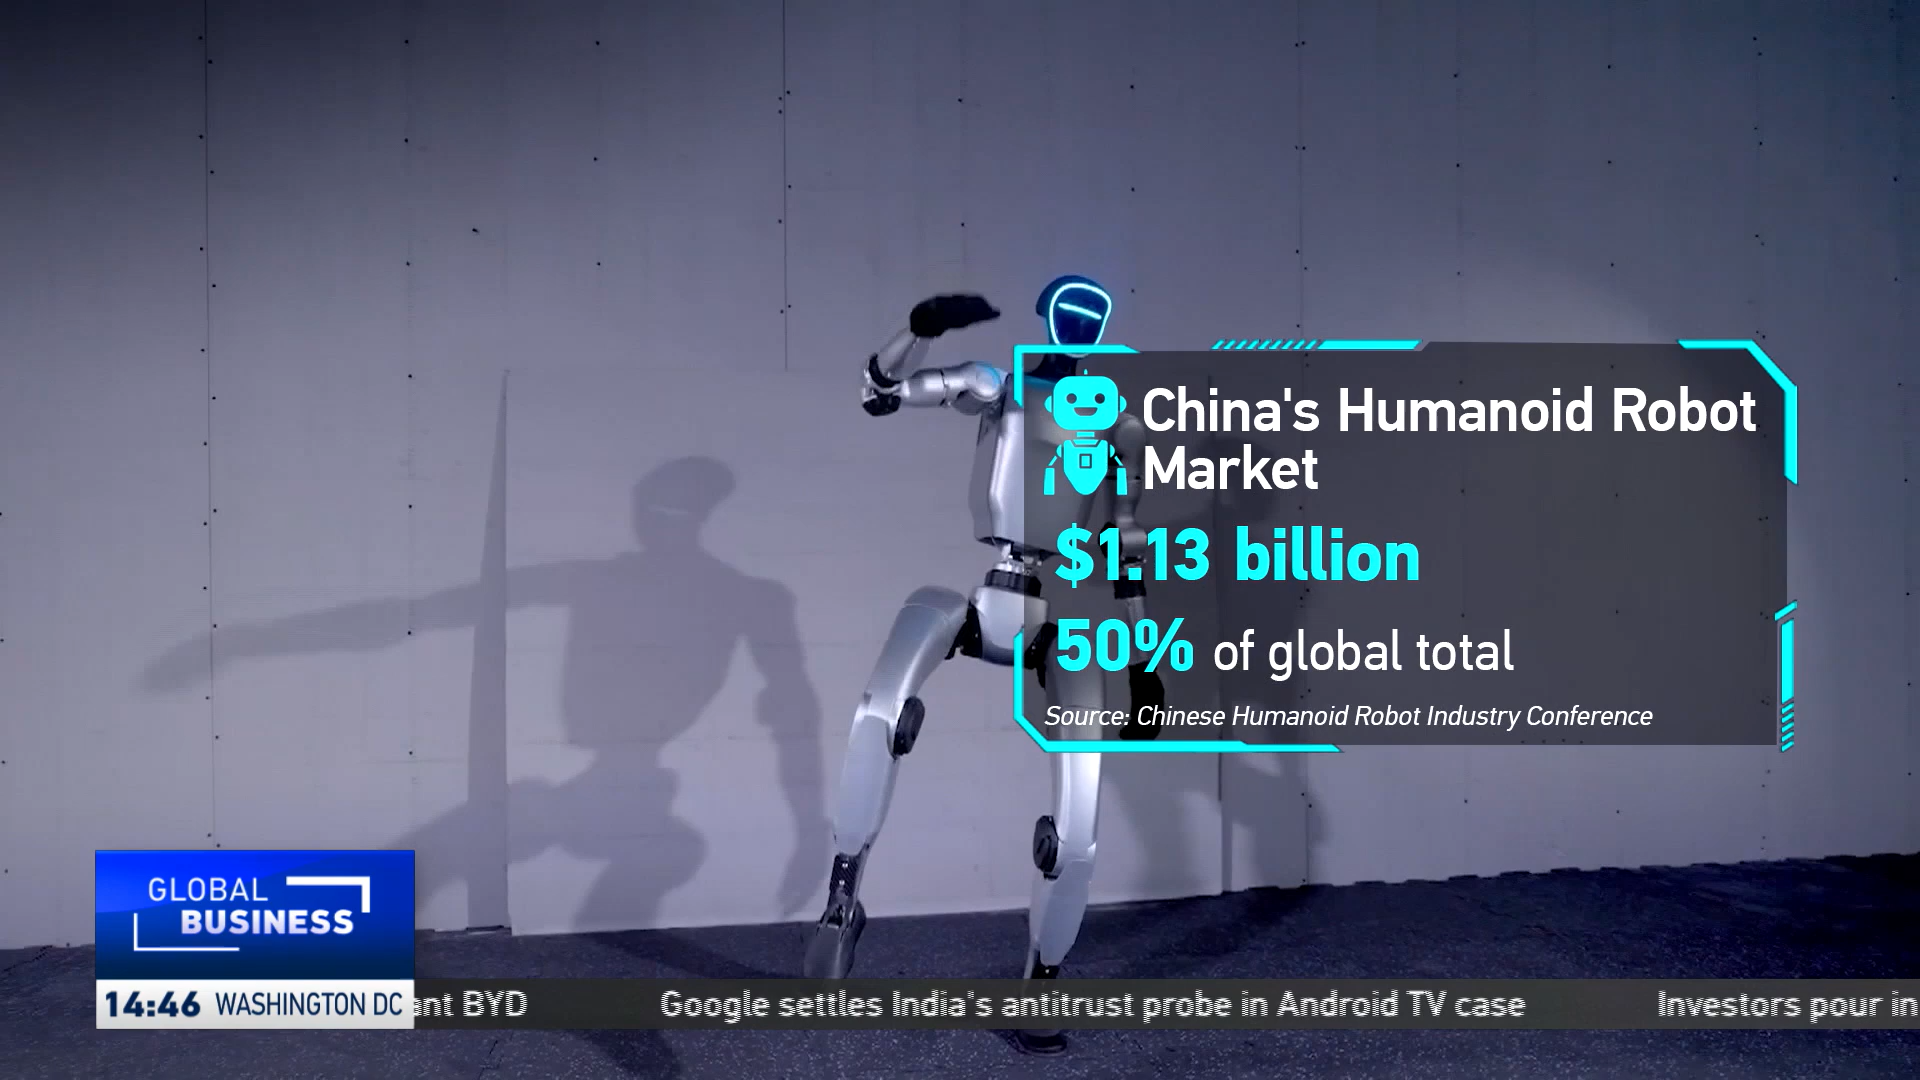 China's Humanoid Robot
Market
$1.13 billion
50% of global total
Source: Chinese Humanoid Robot Industry Conference
GLOBAL
BUSINESS
14:46 WASHINGTON DC
ant BYD Google settles India's antitrust probe in Android TV case Investors pour in